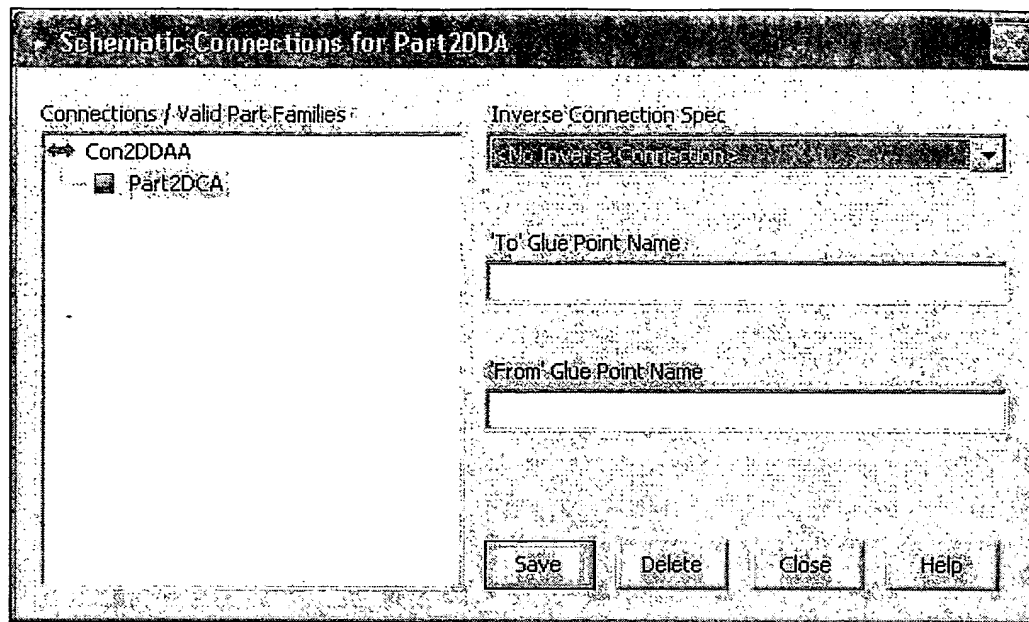 Schematic Connections for Part2DDA
Connections / Valid Part Families
Con2DDAA
Part2DCA
Inverse Connection Spec
<No Inverse Connection>
'To' Glue Point Name
'From' Glue Point Name
Save Delete Close Help